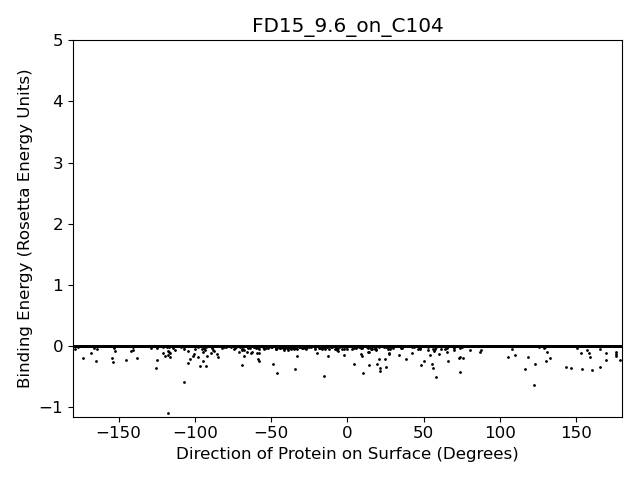 FD15_9.6_on_C104
Binding Energy (Rosetta Energy Units)
5
4
3
2
1
0
−1
−150 −100 −50 0 50 100 150
Direction of Protein on Surface (Degrees)